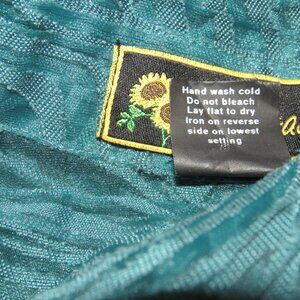 Hand wash cold
Do not bleach
Lay flat to dry
Iron on reverse
side on lowest
setting